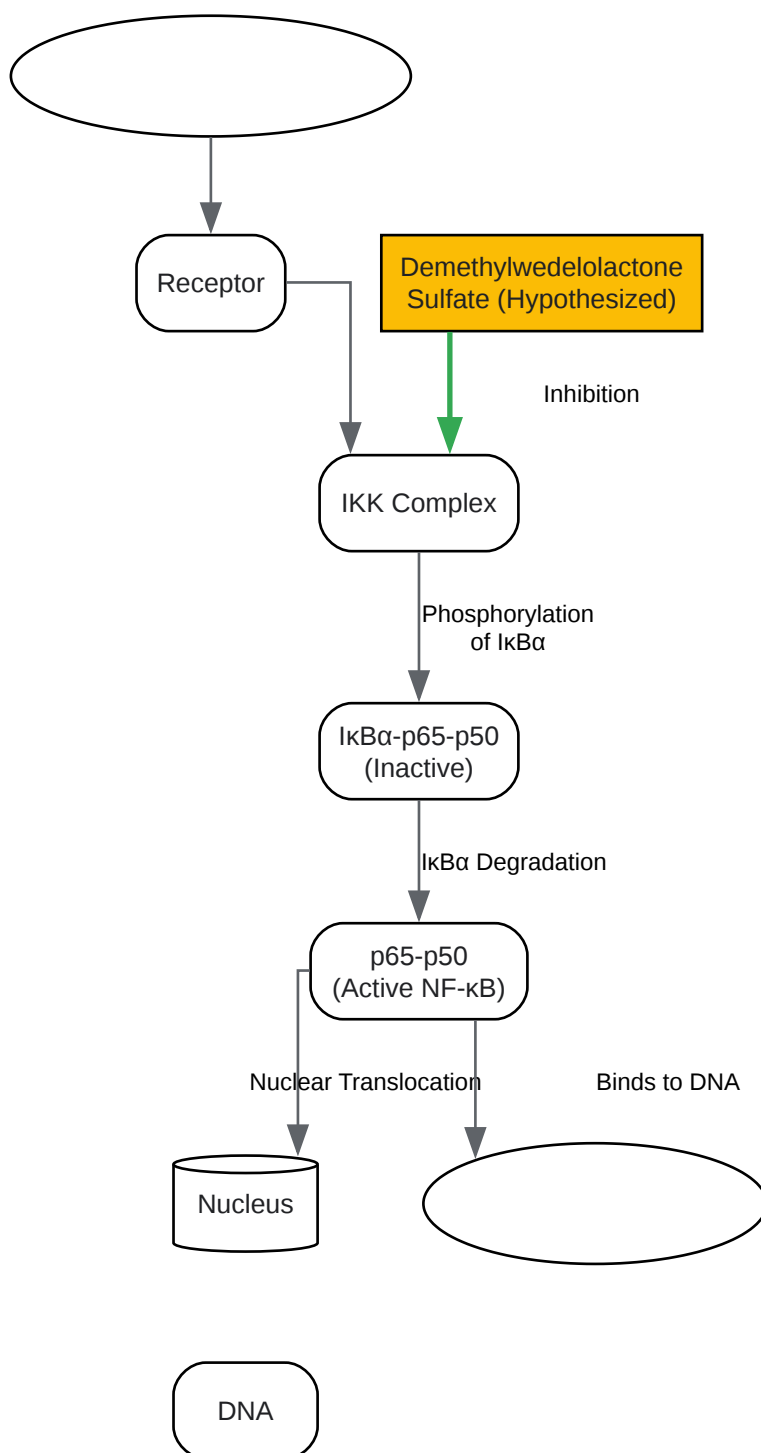 Receptor
Demethylwedelolactone
Sulfate (Hypothesized)
Inhibition
IKK Complex
Phosphorylation
of IκBα
IκBα-p65-p50
(Inactive)
IκBα Degradation
p65-p50
(Active NF-κB)
Nuclear Translocation
Binds to DNA
Nucleus
DNA